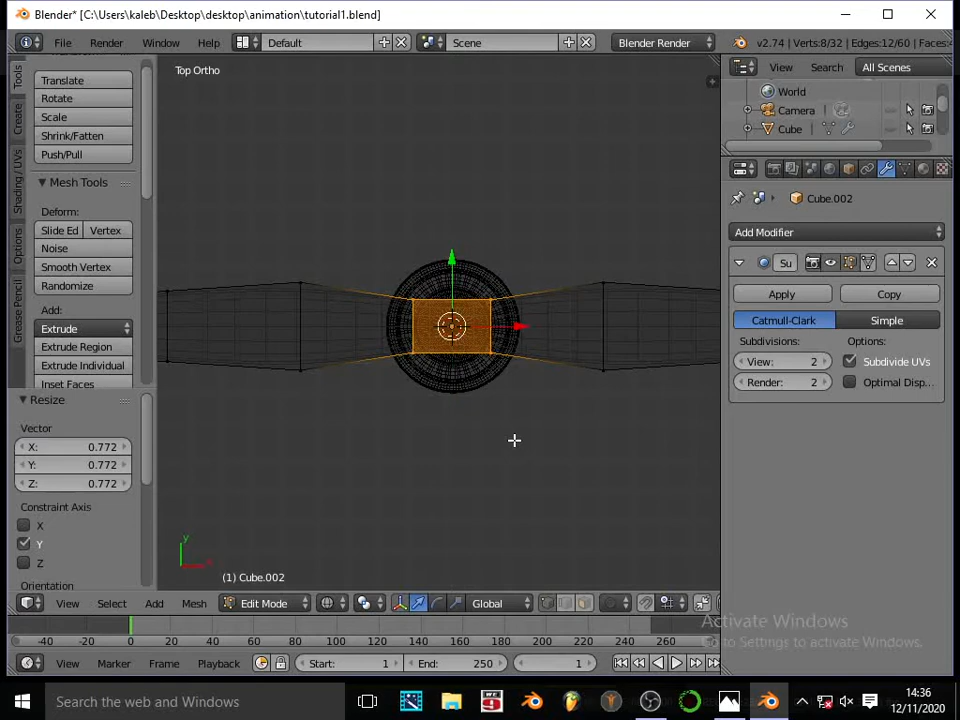 Blender* [C:\Users\kaleb\Desktop\desktop\animation\tutorial1.blend]
File Render Window Help Default Scene Blender Render v2.74 | Verts:8/32 | Edges:12/60 | Faces:
Tools
Create
Shading / UVs
Options
Grease Pencil
Translate
Rotate
Scale
Shrink/Fatten
Push/Pull
Mesh Tools
Deform:
Slide Ed Vertex
Noise
Smooth Vertex
Randomize
Add:
Extrude
Extrude Region
Extrude Individual
Inset Faces
Resize
Vector
X: 0.772
Y: 0.772
Z: 0.772
Constraint Axis
X
Y
Z
Orientation
Top Ortho
y
(1) Cube.002
View Search All Scenes
World
Camera
Cube
Cube.002
Add Modifier
Su
Apply Copy
Catmull-Clark Simple
Subdivisions: Options:
View: 2 Subdivide UVs
Render: 2 Optimal Disp...
View Select Add Mesh Edit Mode Global
Activate Windows
Go to Settings to activate Windows.
-40 -20 0 20 40 60 80 100 120 140 160 180 200 220 240 260
View Marker Frame Playback Start: 1 End: 250 1
Search the web and Windows
14:36
12/11/2020